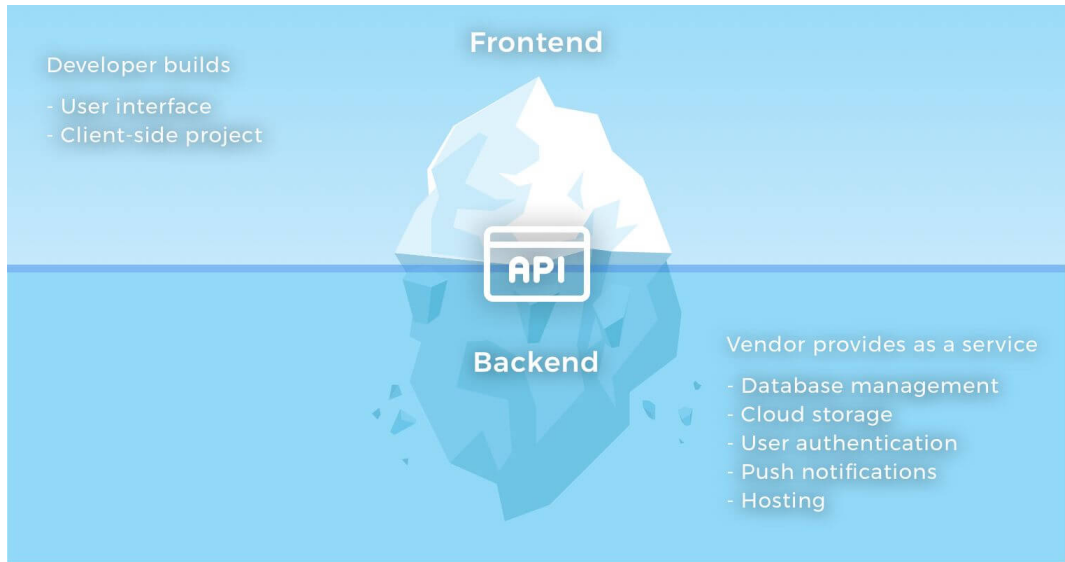 Frontend
Developer builds
- User interface
- Client-side project
API
Backend
Vendor provides as a service
- Database management
- Cloud storage
- User authentication
- Push notifications
- Hosting